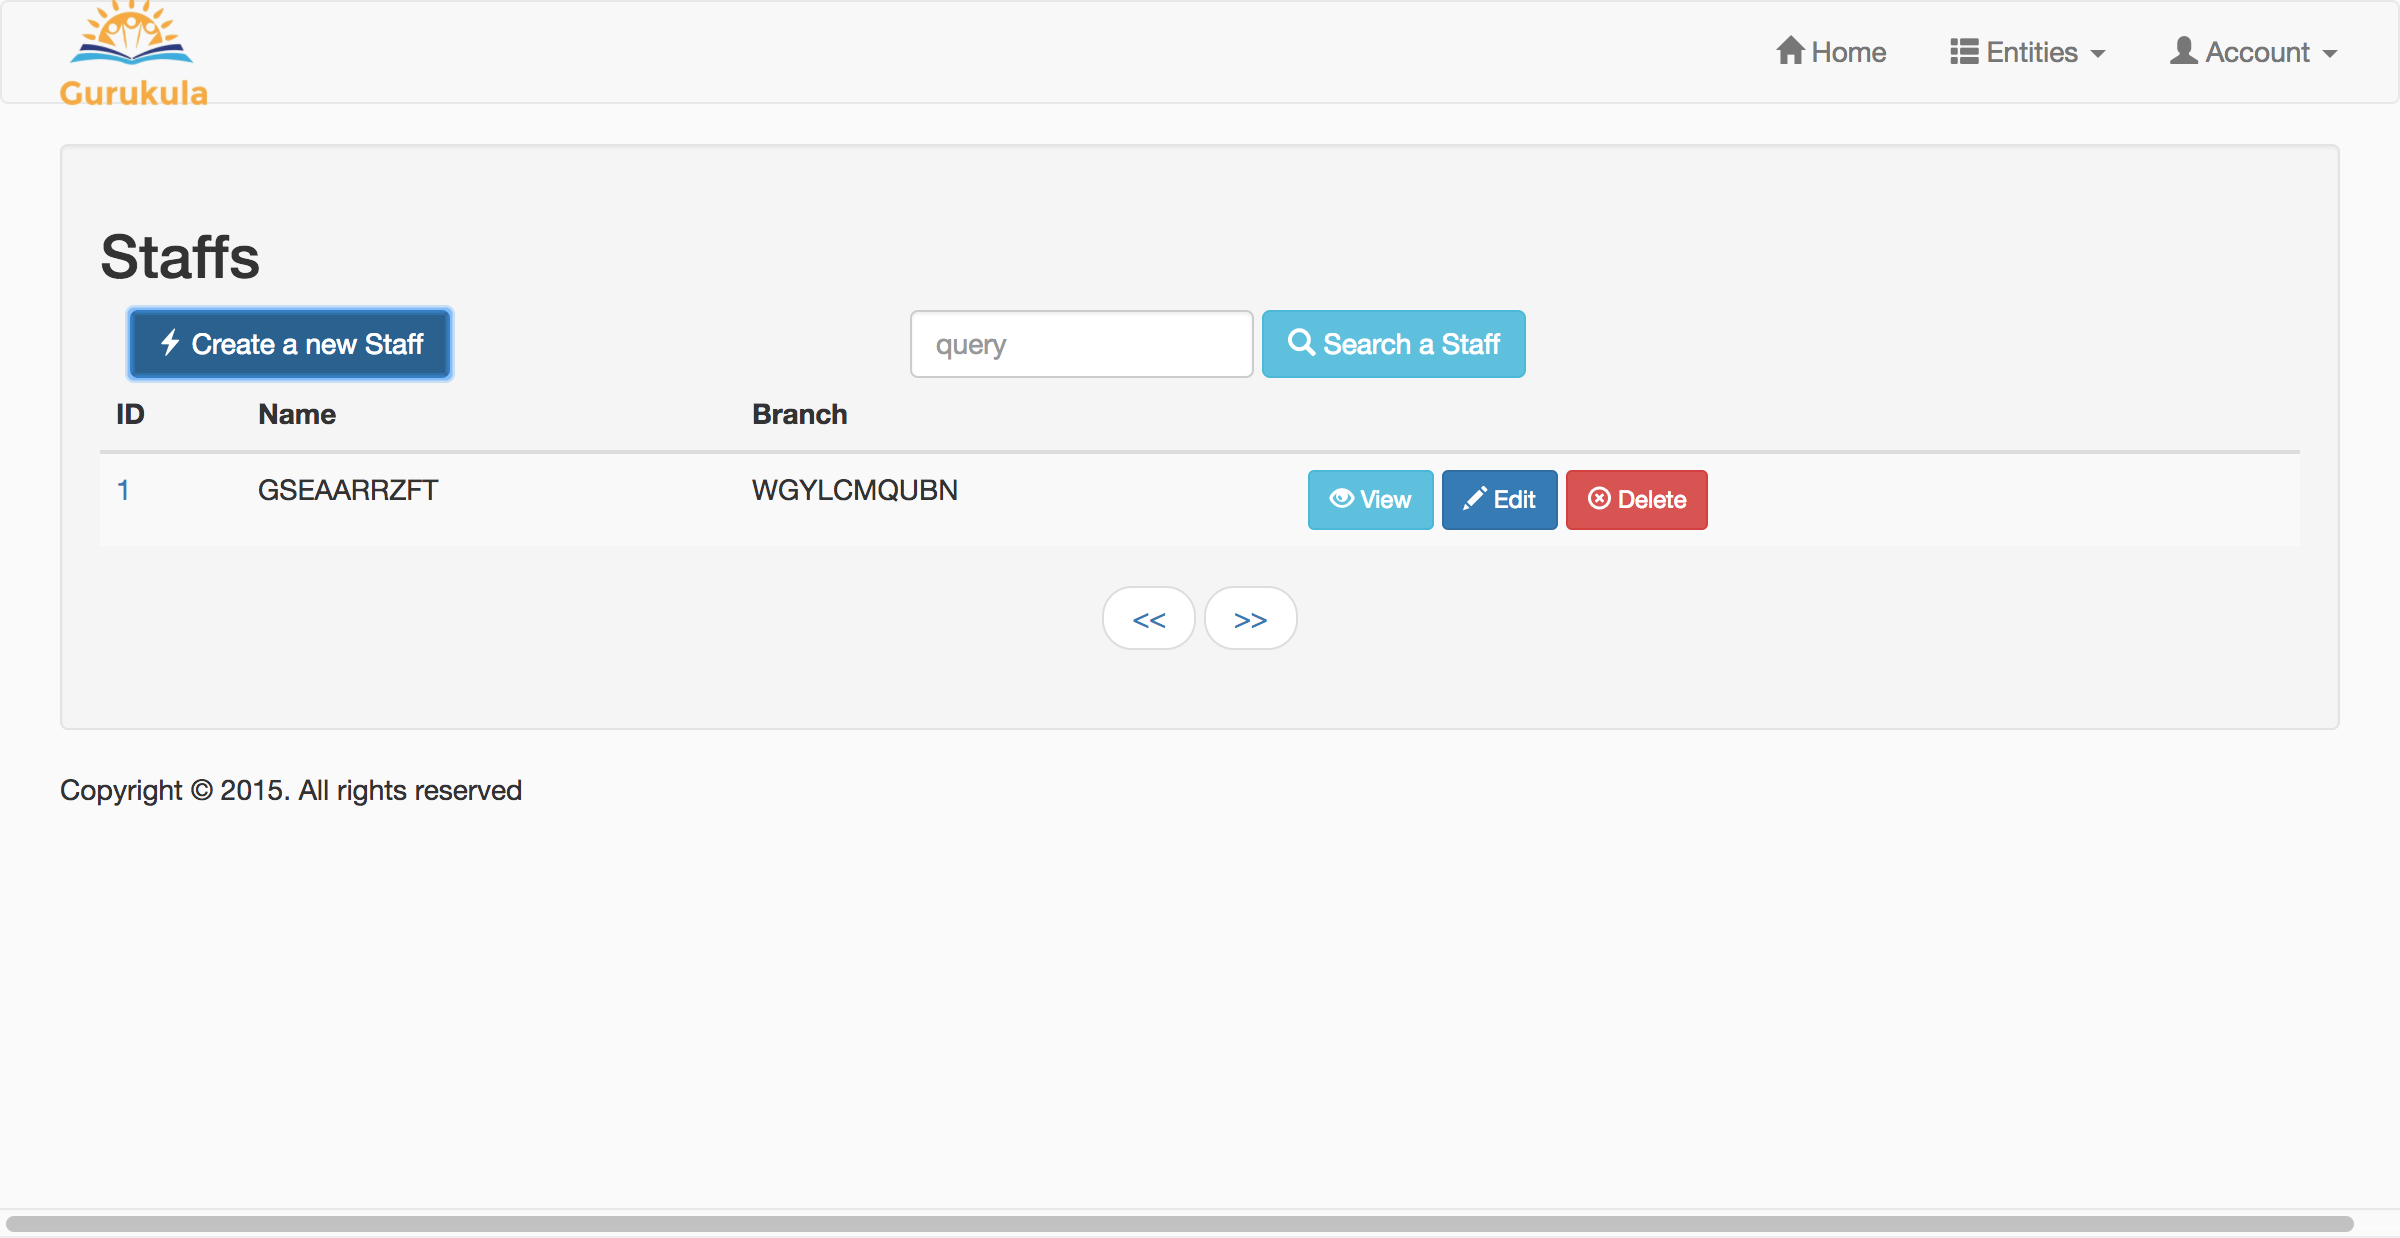 Gurukula
Home Entities Account
Staffs
Create a new Staff query Search a Staff
ID Name Branch
1 GSEAARRZFT WGYLCMQUBN View Edit Delete
<< >>
Copyright © 2015. All rights reserved